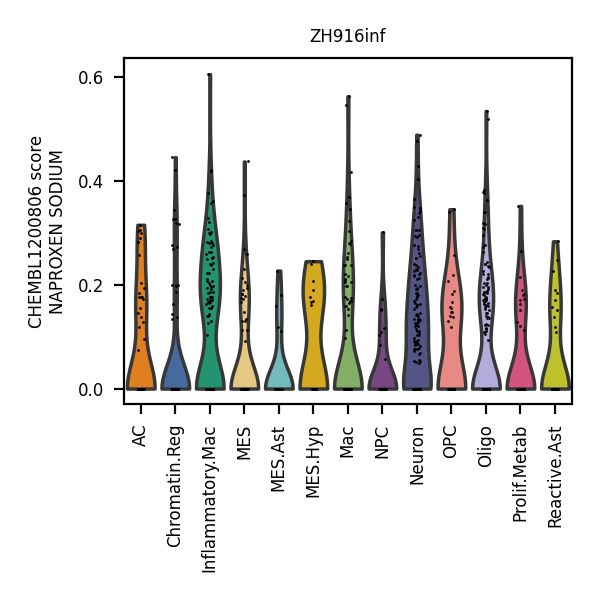 ZH916inf
CHEMBL1200806 score
NAPROXEN SODIUM
0.6
0.4
0.2
0.0
AC
Chromatin.Reg
Inflammatory.Mac
MES
MES.Ast
MES.Hyp
Mac
NPC
Neuron
OPC
Oligo
Prolif.Metab
Reactive.Ast